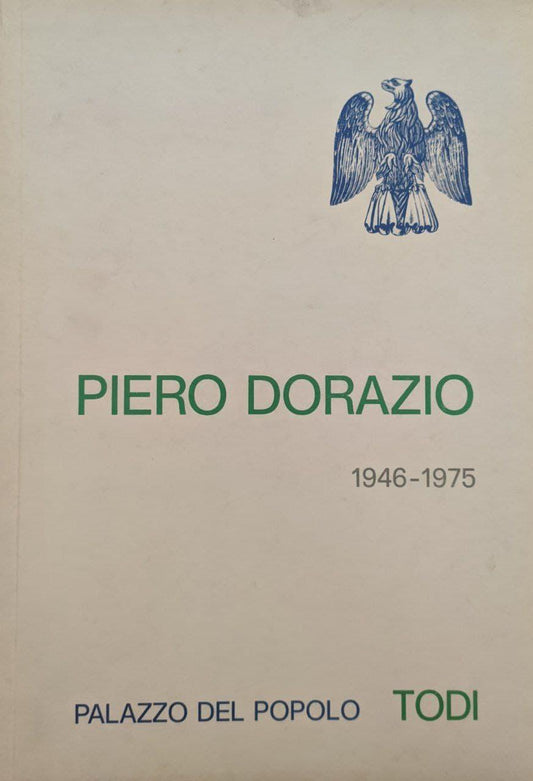 PIERO DORAZIO
1946-1975
PALAZZO DEL POPOLO TODI